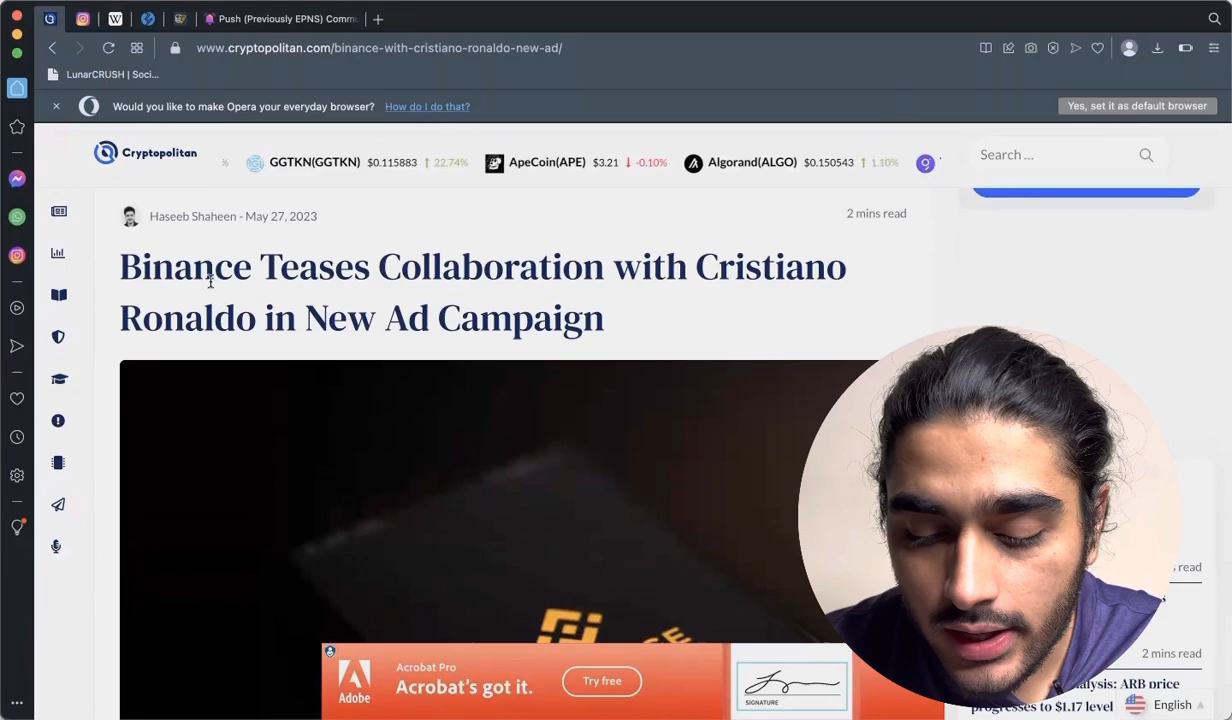 Push (Previously EPNS) Commu
www.cryptopolitan.com/binance-with-cristiano-ronaldo-new-ad/
LunarCRUSH | Soci...
Would you like to make Opera your everyday browser? How do I do that? Yes, set it as default browser
Cryptopolitan
GGTKN(GGTKN) $0.115883 ↑ 22.74% ApeCoin(APE) $3.21 ↓ -0.10% Algorand(ALGO) $0.150543 ↑ 1.10%
Search ...
Haseeb Shaheen - May 27, 2023
2 mins read
Binance Teases Collaboration with Cristiano
Ronaldo in New Ad Campaign
read
2 mins read
alysis: ARB price
progresses to $1.17 level
Adobe
Acrobat Pro
Acrobat's got it.
Try free
SIGNATURE
English